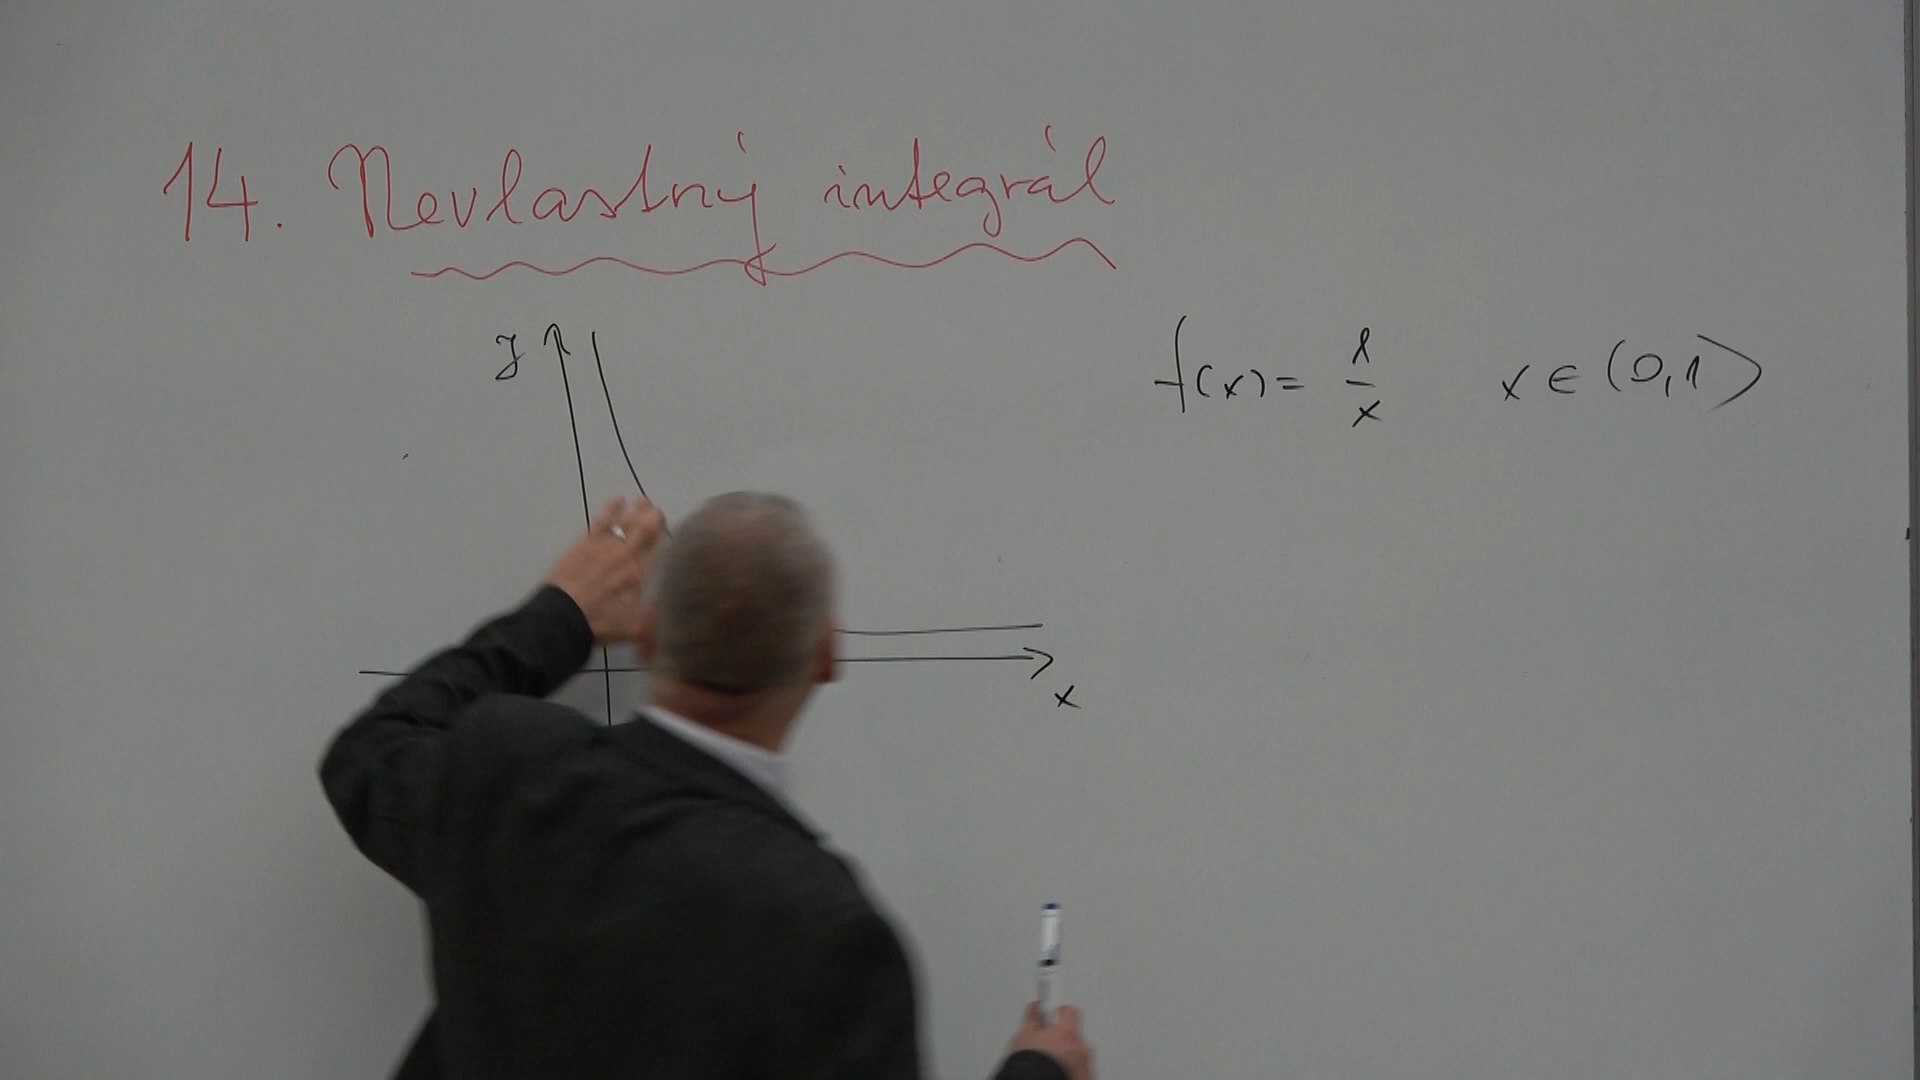 14. Nevlastný integrál
y
f(x) = 1/x x ∈ (0,1⟩
x